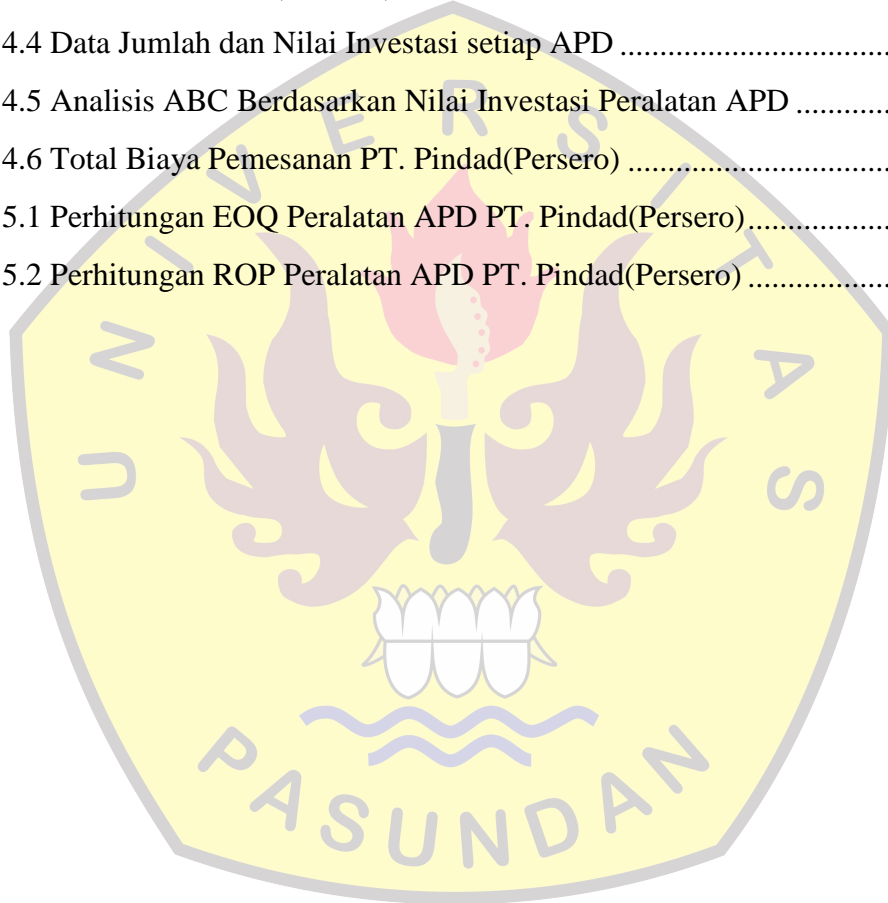 4.4 Data Jumlah dan Nilai Investasi setiap APD ..................................
4.5 Analisis ABC Berdasarkan Nilai Investasi Peralatan APD ............
4.6 Total Biaya Pemesanan PT. Pindad(Persero) .................................
5.1 Perhitungan EOQ Peralatan APD PT. Pindad(Persero)..................
5.2 Perhitungan ROP Peralatan APD PT. Pindad(Persero) ..................
UNIVERSITAS
PASUNDAN